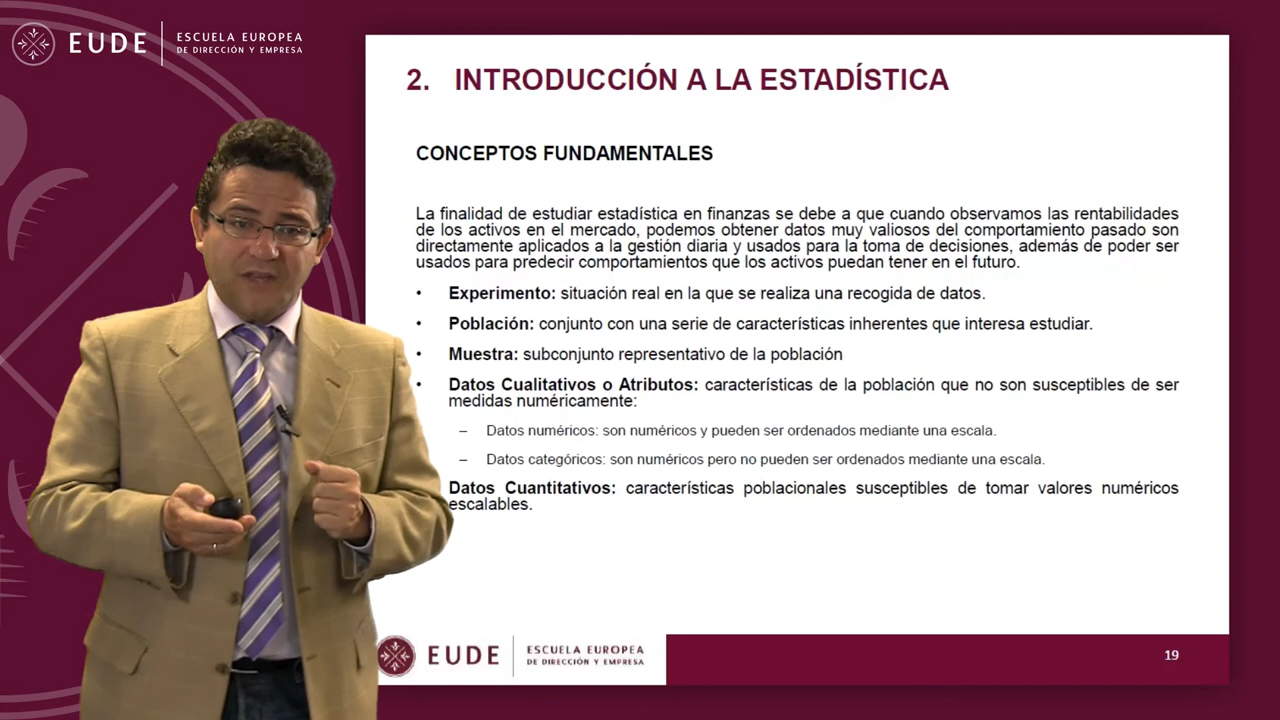 EUDE
ESCUELA EUROPEA
DE DIRECCIÓN Y EMPRESA
2. INTRODUCCIÓN A LA ESTADÍSTICA
CONCEPTOS FUNDAMENTALES
La finalidad de estudiar estadística en finanzas se debe a que cuando observamos las rentabilidades
de los activos en el mercado, podemos obtener datos muy valiosos del comportamiento pasado son
directamente aplicados a la gestión diaria y usados para la toma de decisiones, además de poder ser
usados para predecir comportamientos que los activos puedan tener en el futuro.
• Experimento: situación real en la que se realiza una recogida de datos.
• Población: conjunto con una serie de características inherentes que interesa estudiar.
• Muestra: subconjunto representativo de la población
• Datos Cualitativos o Atributos: características de la población que no son susceptibles de ser
medidas numéricamente:
– Datos numéricos: son numéricos y pueden ser ordenados mediante una escala.
– Datos categóricos: son numéricos pero no pueden ser ordenados mediante una escala.
Datos Cuantitativos: características poblacionales susceptibles de tomar valores numéricos
escalables.
EUDE
ESCUELA EUROPEA
DE DIRECCIÓN Y EMPRESA
19